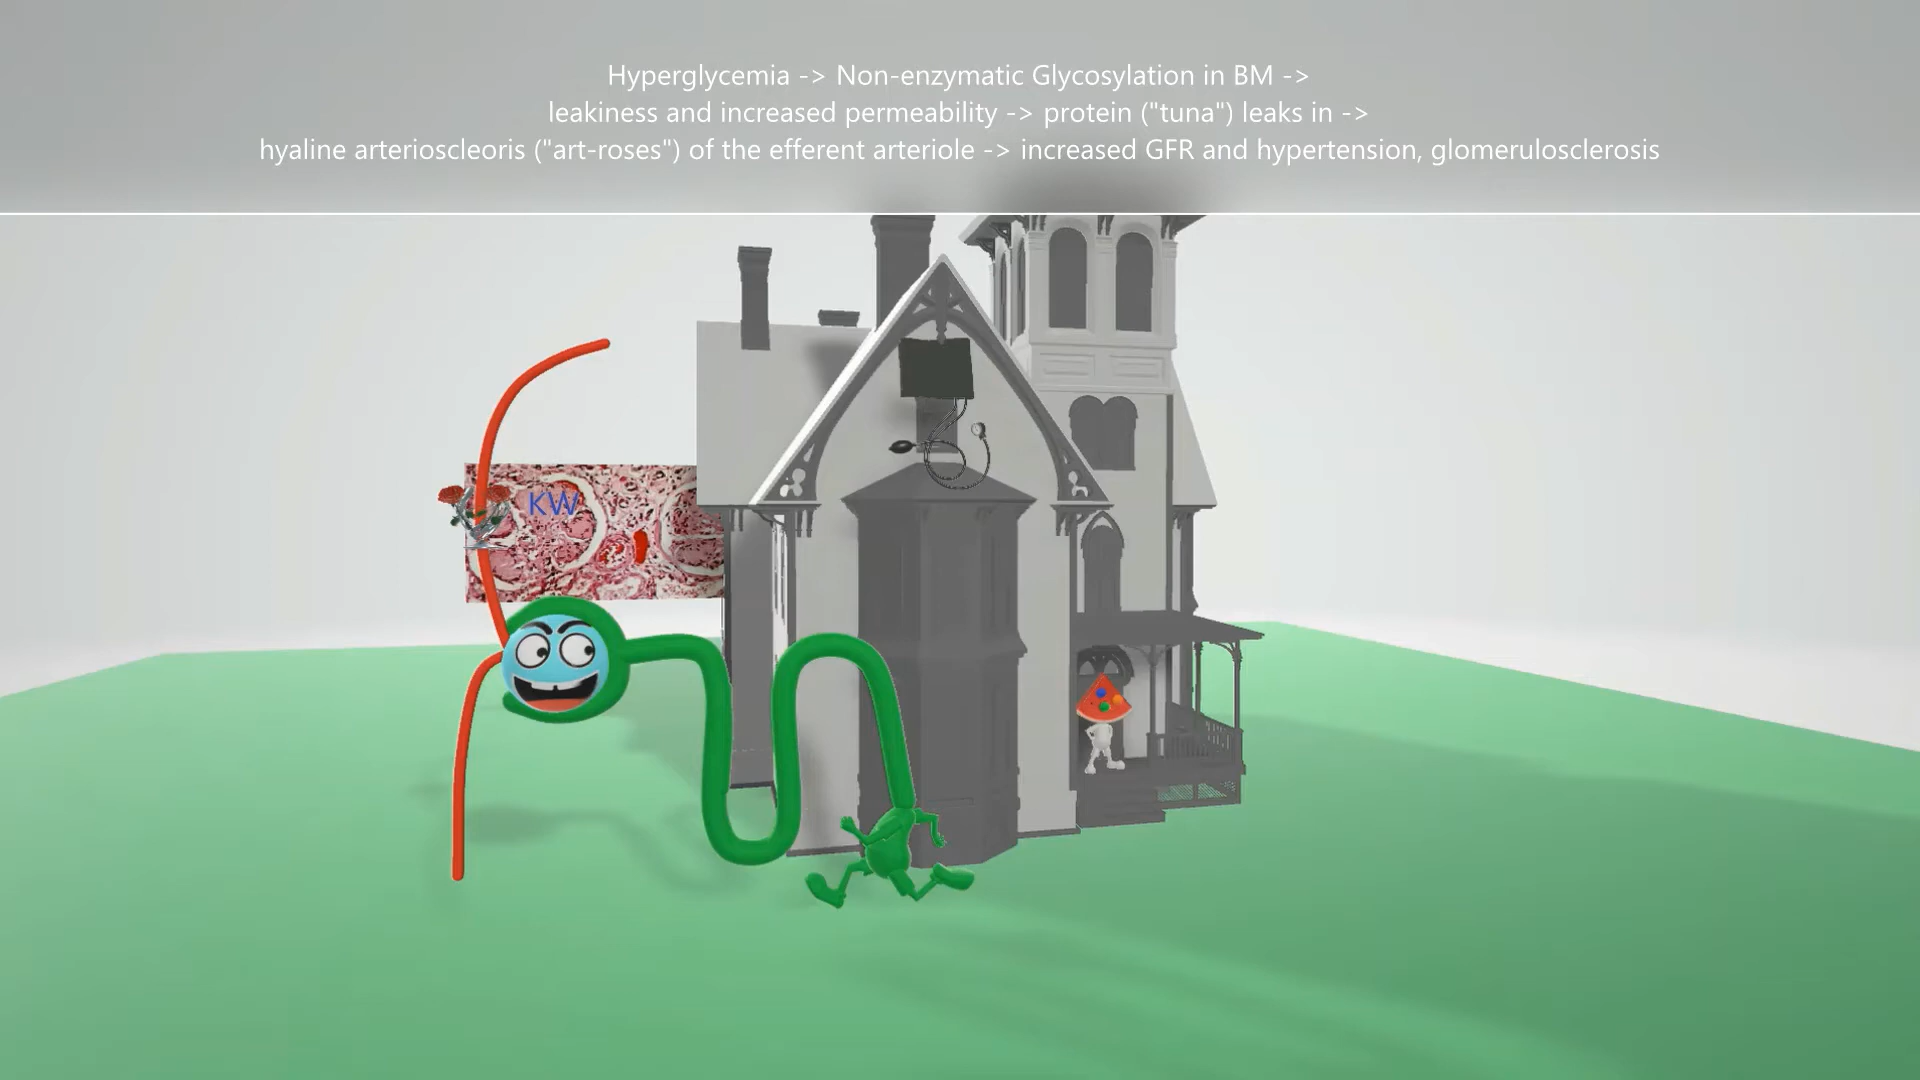 Hyperglycemia -> Non-enzymatic Glycosylation in BM ->
leakiness and increased permeability -> protein ("tuna") leaks in ->
hyaline arterioscleoris ("art-roses") of the efferent arteriole -> increased GFR and hypertension, glomerulosclerosis
KW